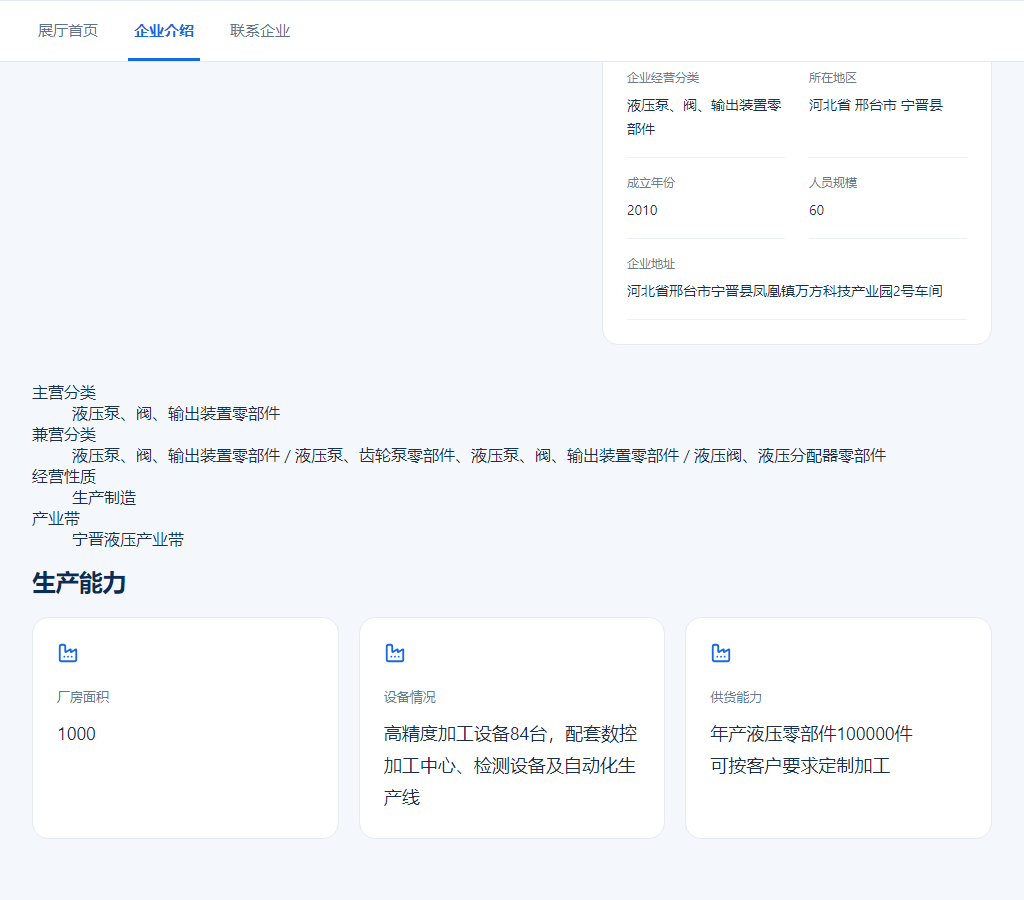 展厅首页 企业介绍 联系企业
企业经营分类 所在地区
液压泵、阀、输出装置零 河北省 邢台市 宁晋县
部件
成立年份 人员规模
2010 60
企业地址
河北省邢台市宁晋县凤凰镇万方科技产业园2号车间
主营分类
液压泵、阀、输出装置零部件
兼营分类
液压泵、阀、输出装置零部件 / 液压泵、齿轮泵零部件、液压泵、阀、输出装置零部件 / 液压阀、液压分配器零部件
经营性质
生产制造
产业带
宁晋液压产业带
生产能力
厂房面积 设备情况 供货能力
1000 高精度加工设备84台，配套数控 年产液压零部件100000件
加工中心、检测设备及自动化生 可按客户要求定制加工
产线